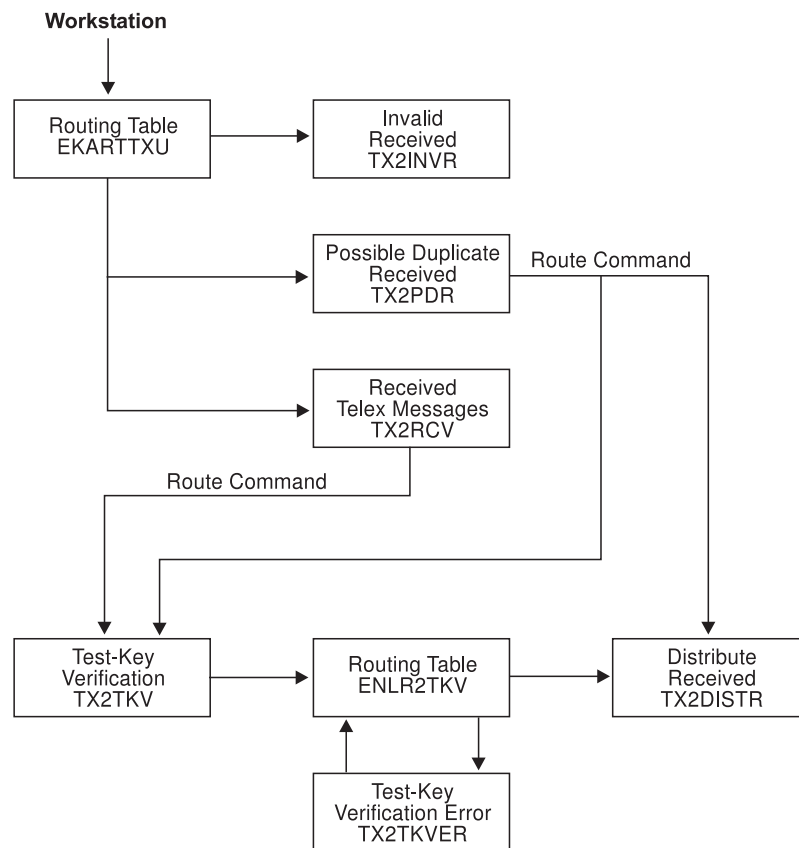 Workstation
Routing Table
EKARTTXU
Invalid
Received
TX2INVR
Possible Duplicate
Received
TX2PDR
Route Command
Received
Telex Messages
TX2RCV
Route Command
Test-Key
Verification
TX2TKV
Routing Table
ENLR2TKV
Distribute
Received
TX2DISTR
Test-Key
Verification Error
TX2TKVER